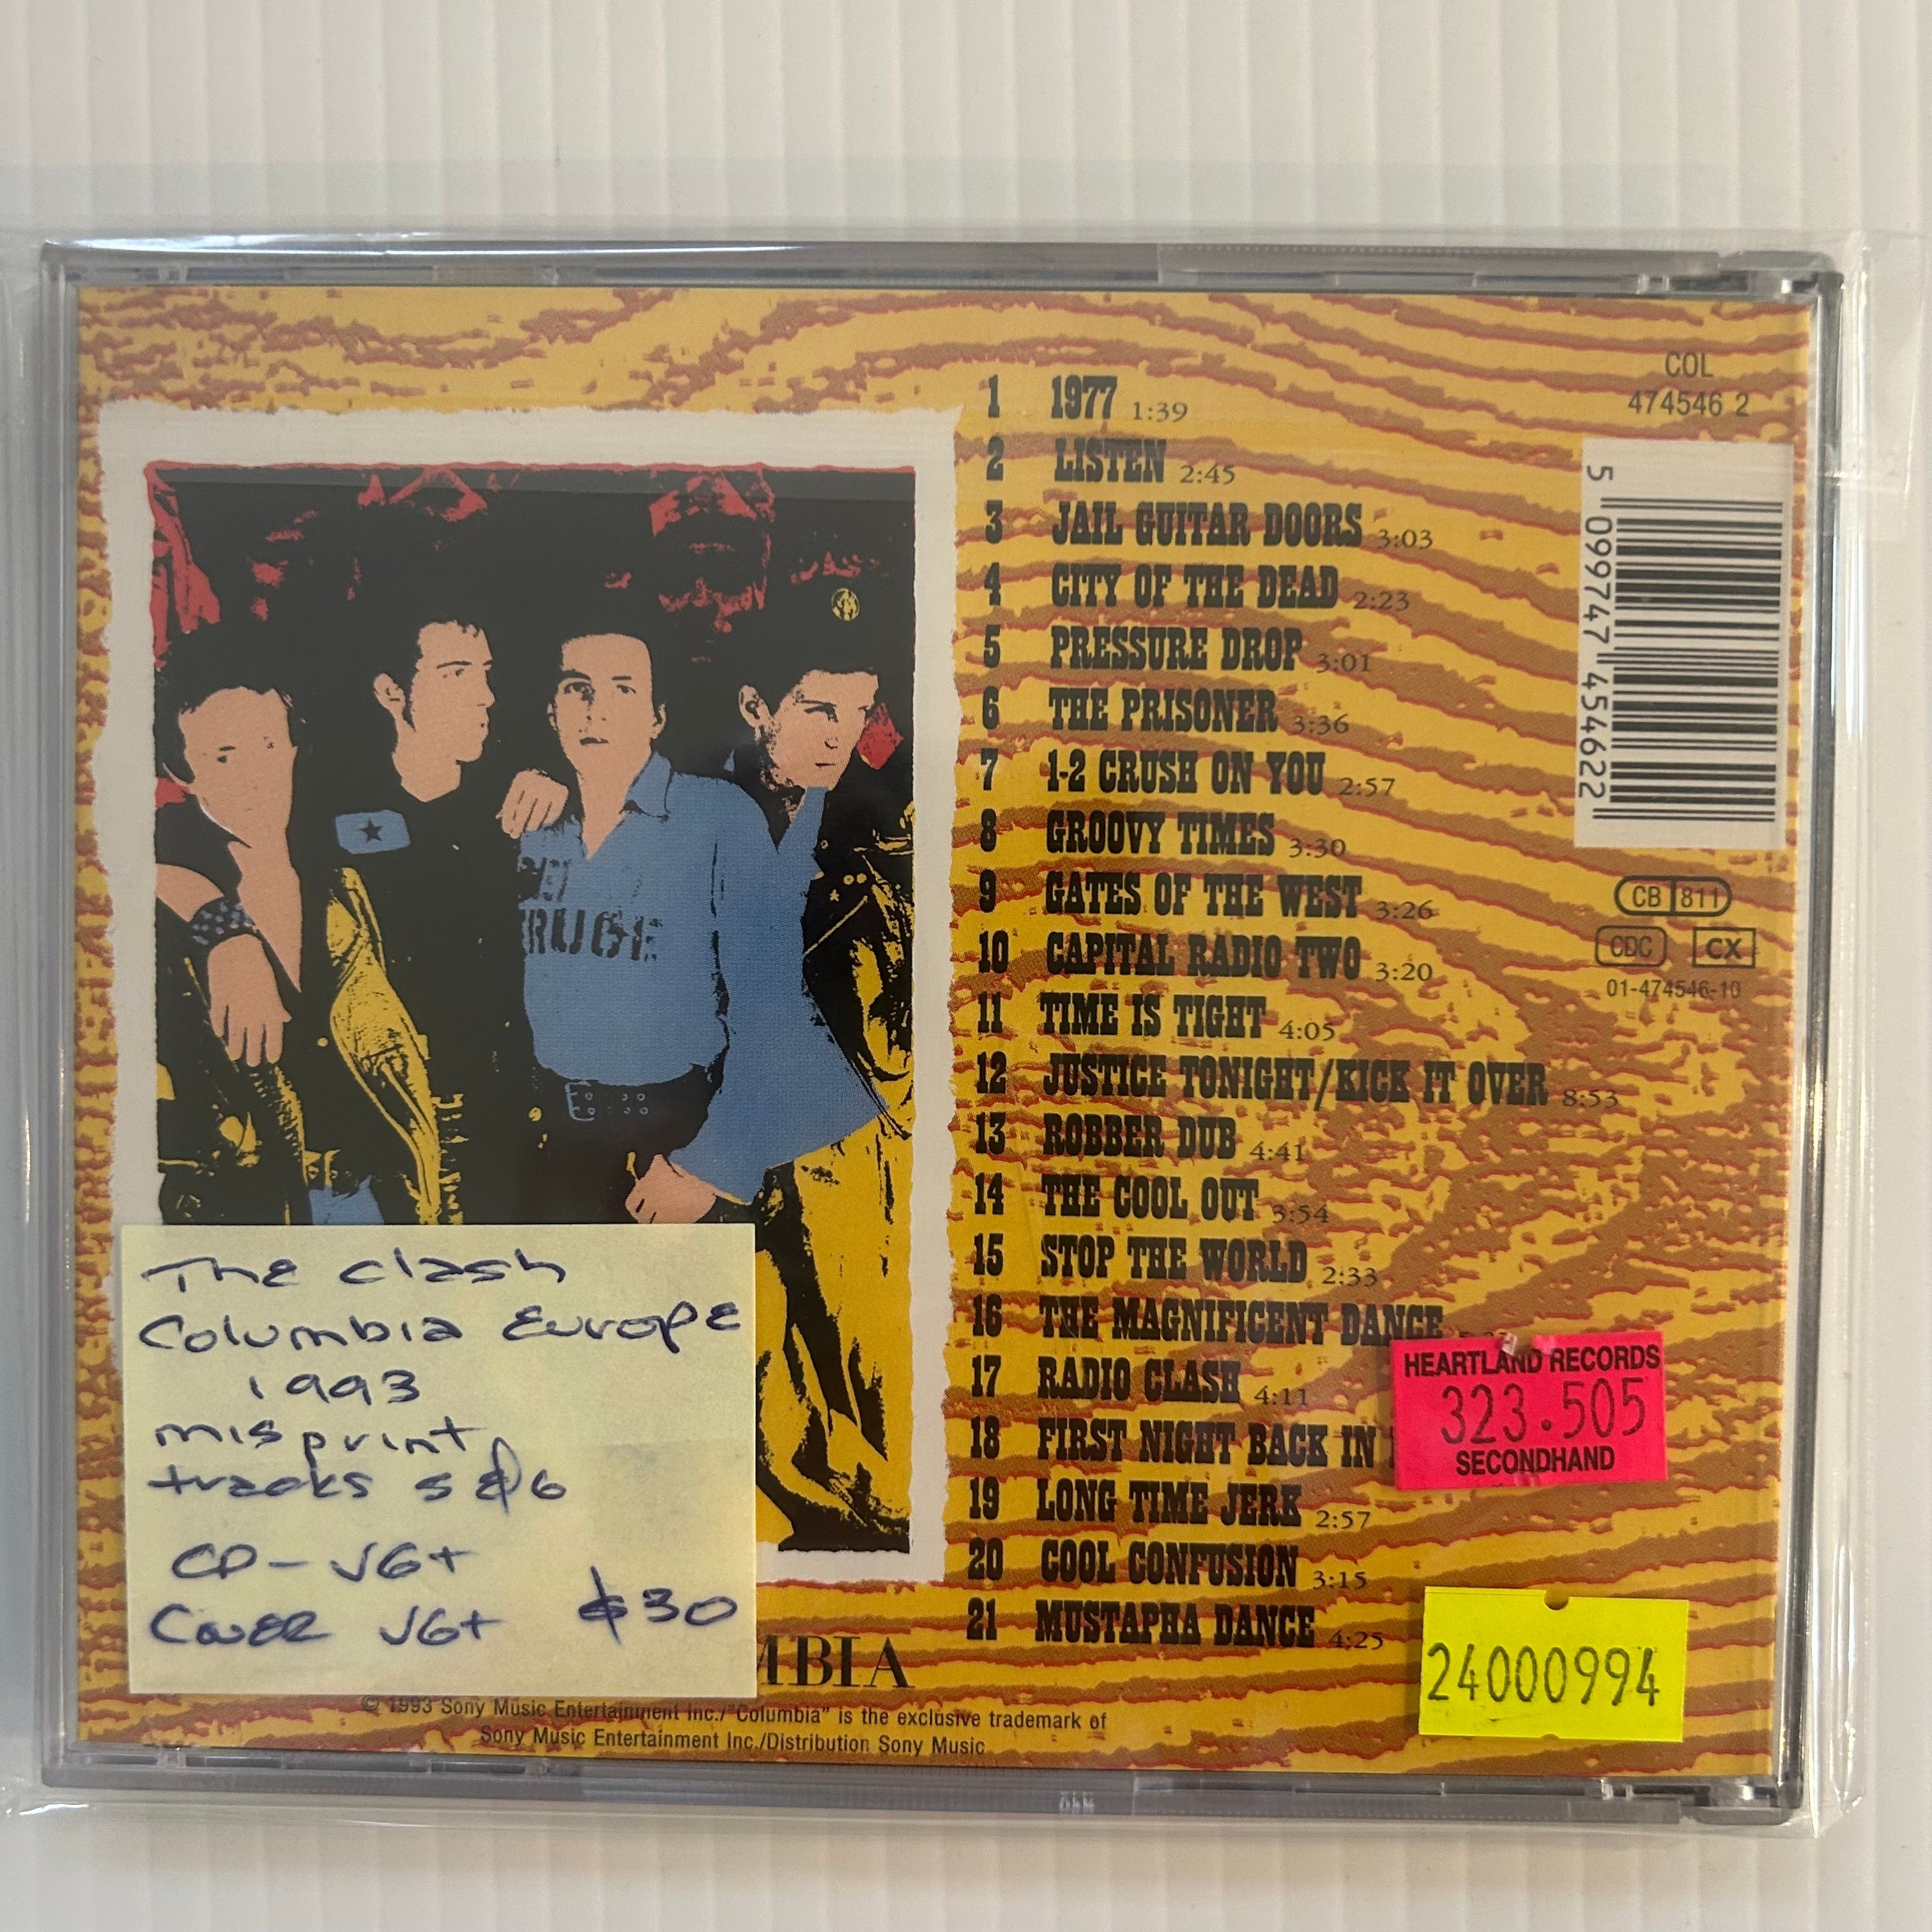 COL
474546 2
1 1977 1:39
2 LISTEN 2:45
3 JAIL GUITAR DOORS 3:03
4 CITY OF THE DEAD 2:23
5 PRESSURE DROP 3:01
6 THE PRISONER 3:36
7 1-2 CRUSH ON YOU 2:57
8 GROOVY TIMES 3:30
9 GATES OF THE WEST 3:26
10 CAPITAL RADIO TWO 3:20
11 TIME IS TIGHT 4:05
12 JUSTICE TONIGHT/KICK IT OVER 8:53
13 ROBBER DUB 4:41
14 THE COOL OUT 3:54
15 STOP THE WORLD 2:33
16 THE MAGNIFICENT DANCE
17 RADIO CLASH 4:11
18 FIRST NIGHT BACK IN
19 LONG TIME JERK 2:57
20 COOL CONFUSION 3:15
21 MUSTAPHA DANCE 4:25
5 099747 454622
CB 811
CDC CX
01-474546-10
HEARTLAND RECORDS
323.505
SECONDHAND
24000994
The Clash
Columbia Europe
1993
misprint
tracks 5 & 6
CD - VG+
Cover VG+ $30
MBIA
© 1993 Sony Music Entertainment Inc./"Columbia" is the exclusive trademark of
Sony Music Entertainment Inc./Distribution Sony Music